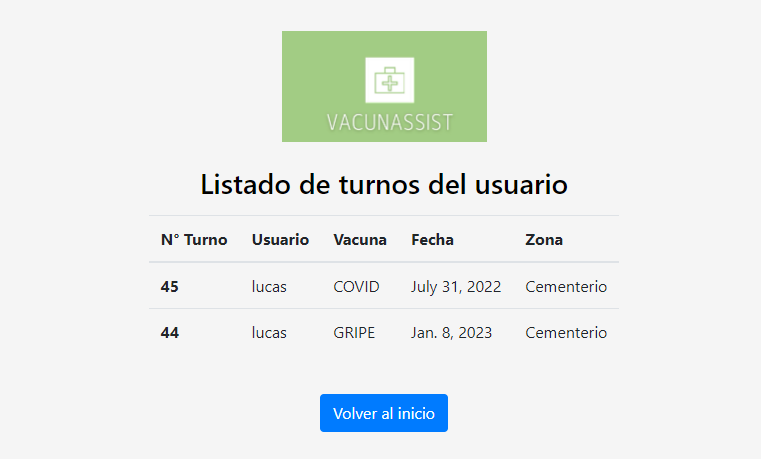 VACUNASSIST
Listado de turnos del usuario
N° Turno Usuario Vacuna Fecha Zona
45 lucas COVID July 31, 2022 Cementerio
44 lucas GRIPE Jan. 8, 2023 Cementerio
Volver al inicio